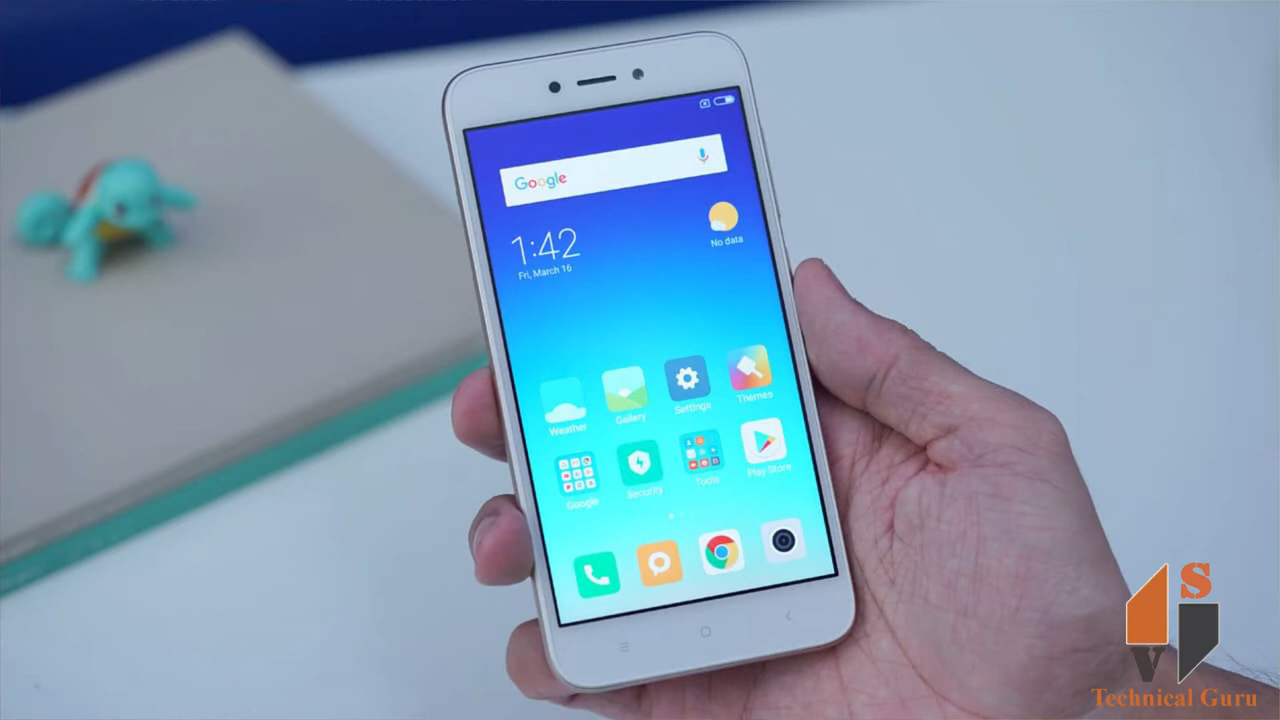 Google
1:42
Fri, March 16
No data
Weather
Gallery
Settings
Themes
Google
Security
Tools
Play Store
S
V
Technical Guru